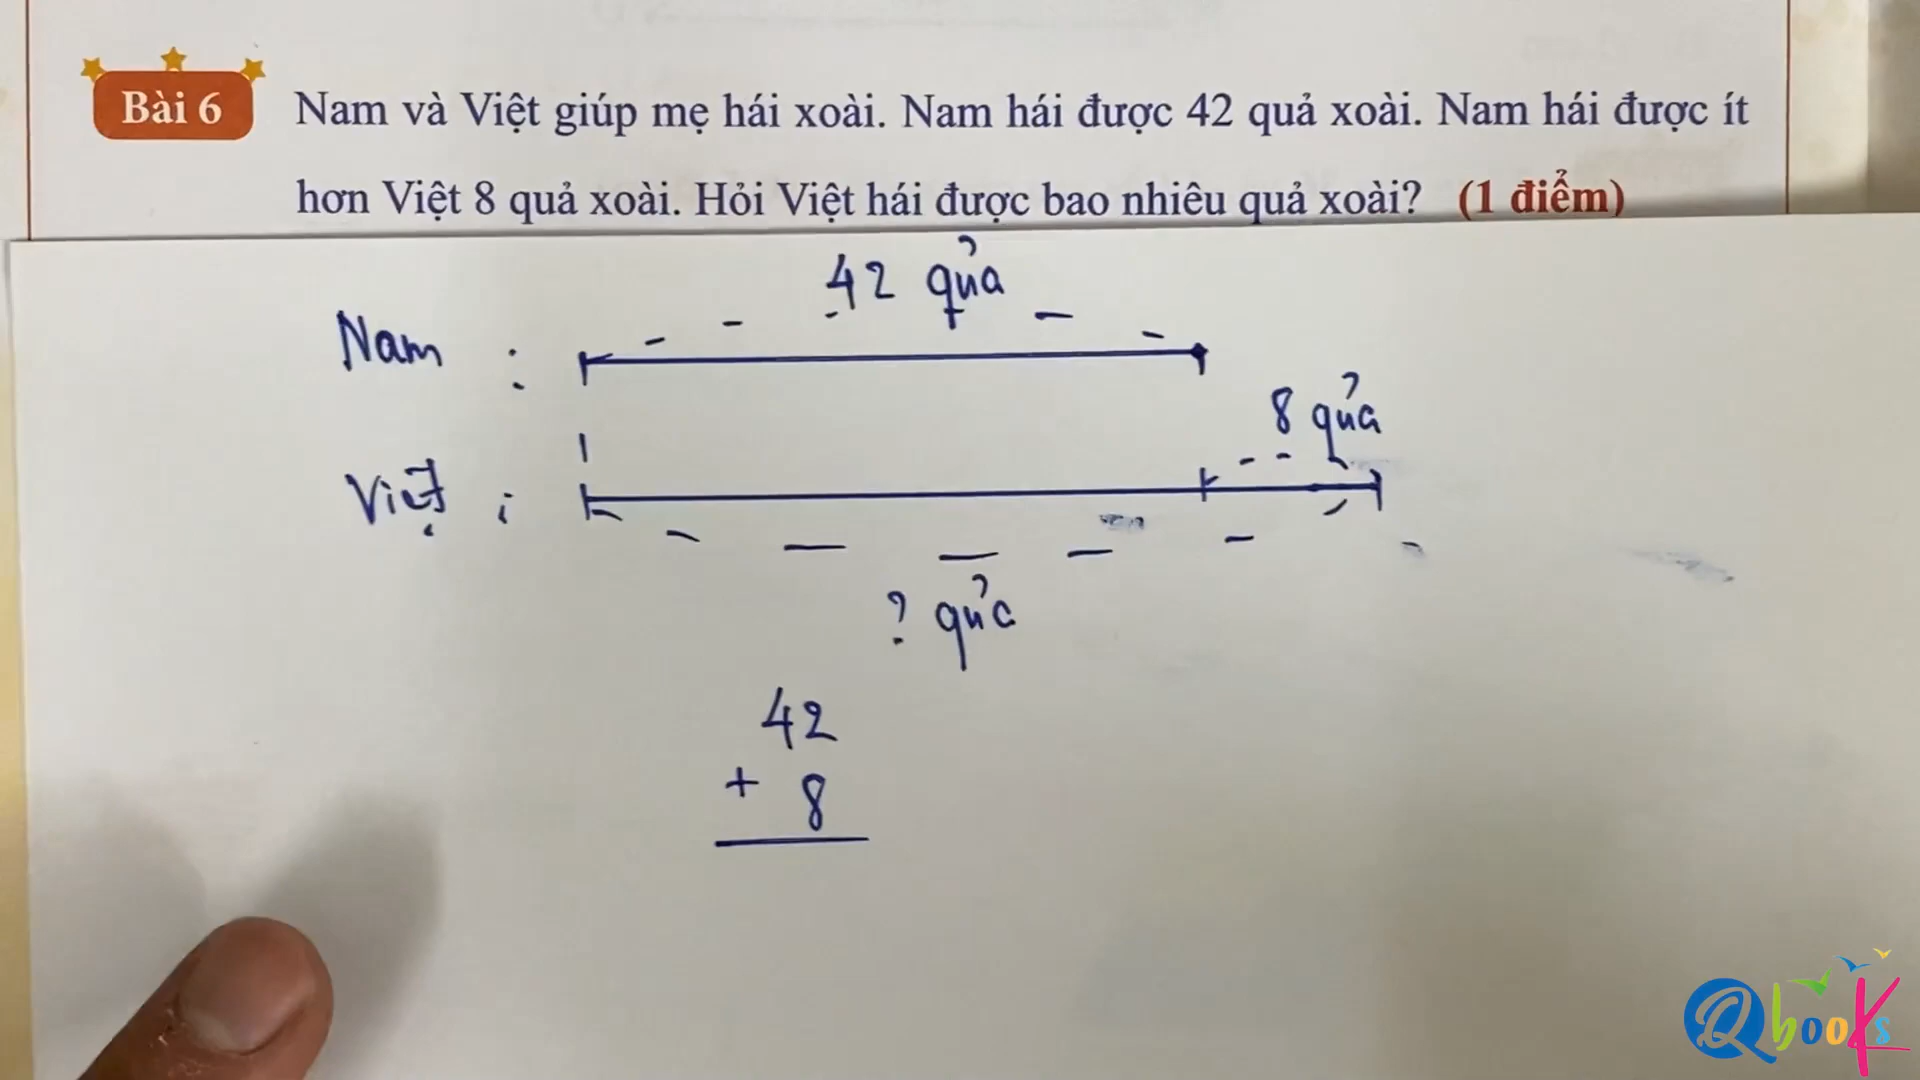 Bài 6 Nam và Việt giúp mẹ hái xoài. Nam hái được 42 quả xoài. Nam hái được ít
hơn Việt 8 quả xoài. Hỏi Việt hái được bao nhiêu quả xoài? (1 điểm)
42 quả
Nam :
8 quả
Việt :
? quả
42
+ 8
Qbooks